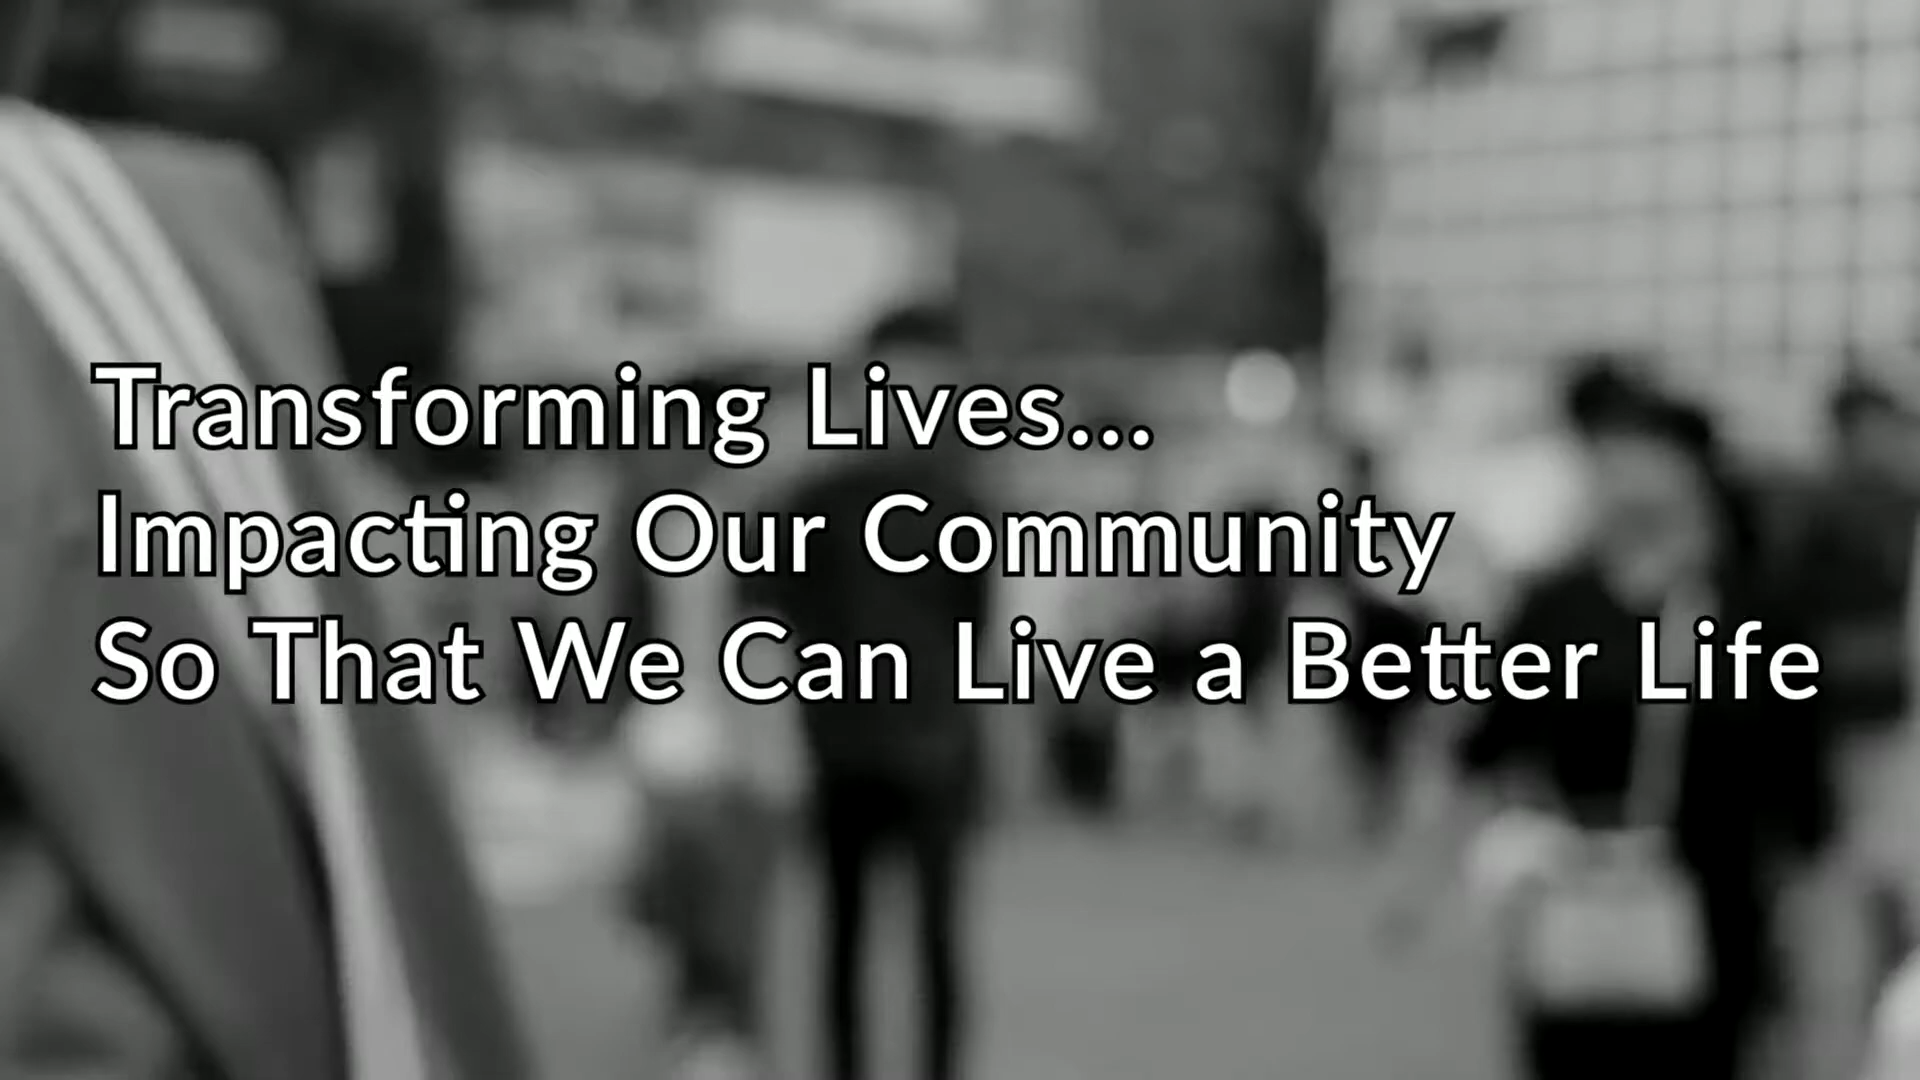 Transforming Lives...
Impacting Our Community
So That We Can Live a Better Life